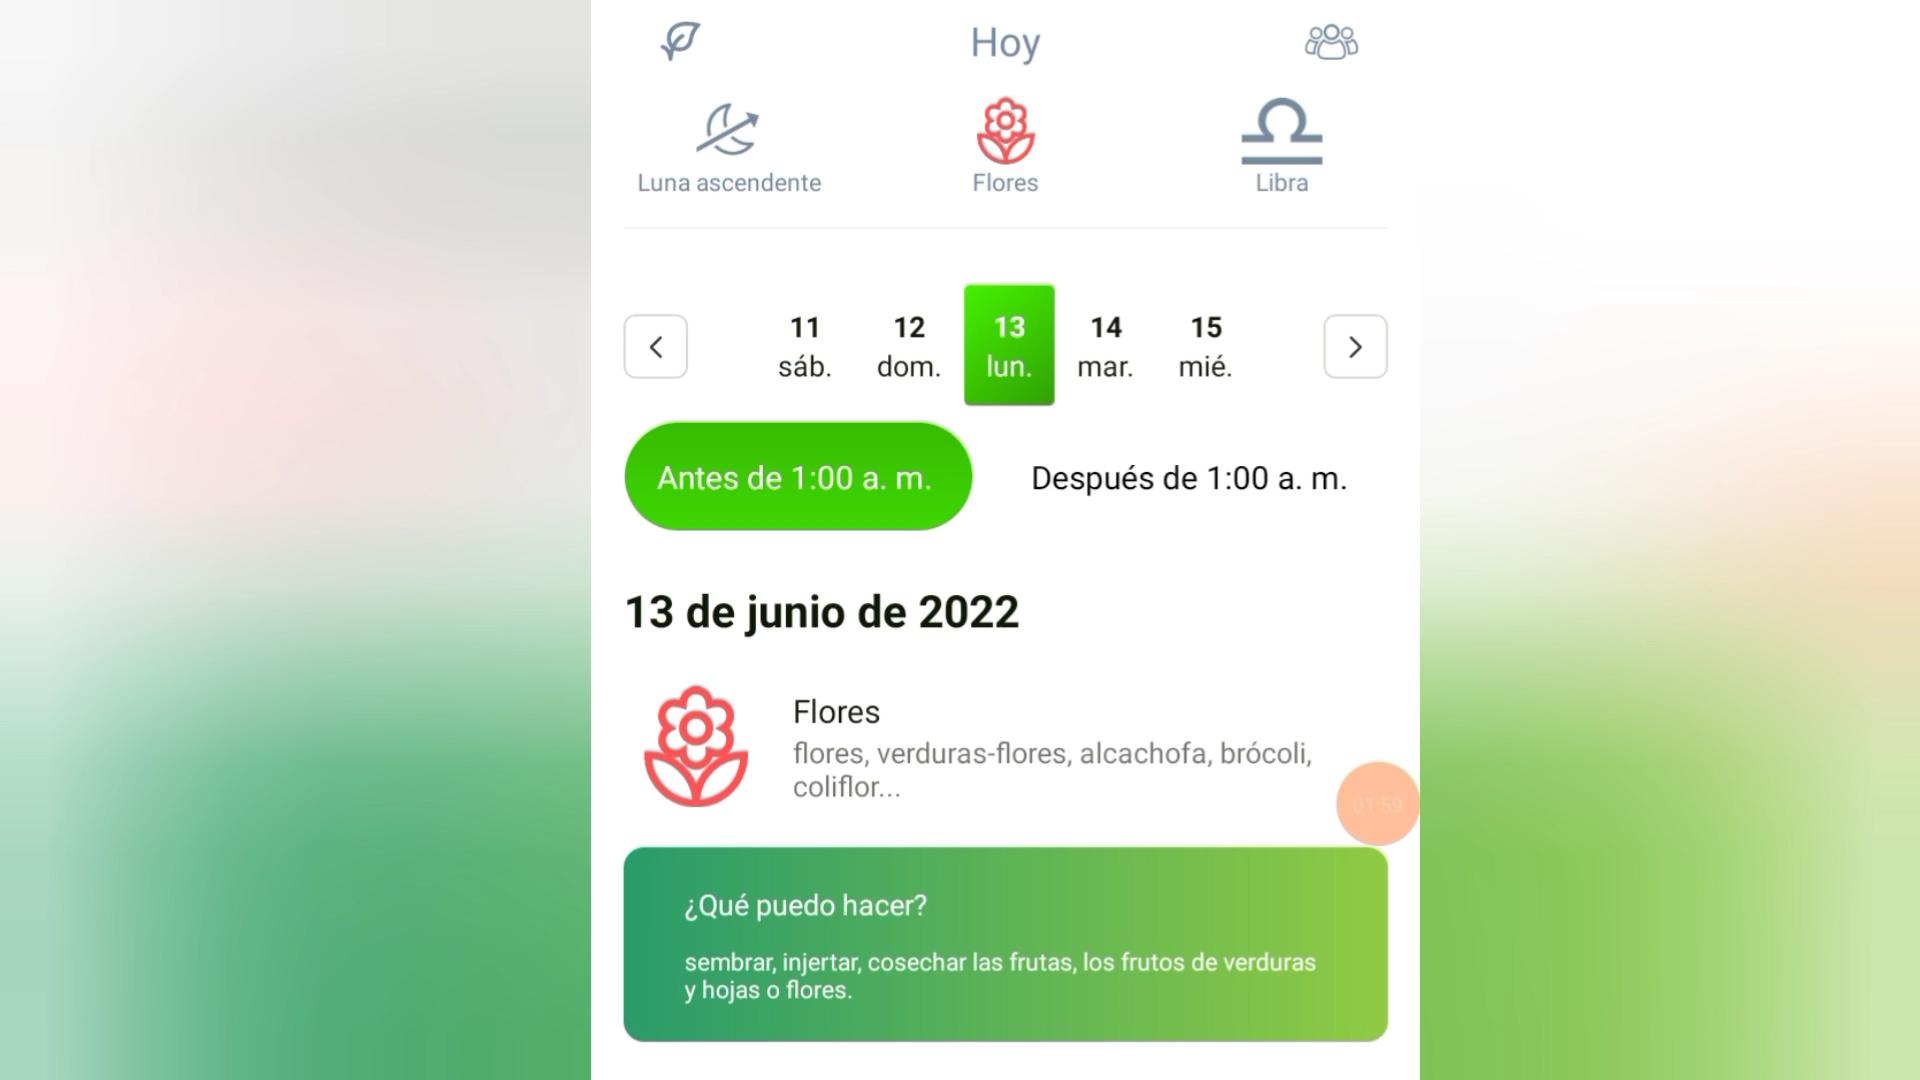 Hoy
Luna ascendente
Flores
Libra
11
sáb.
12
dom.
13
lun.
14
mar.
15
mié.
Antes de 1:00 a. m.
Después de 1:00 a. m.
13 de junio de 2022
Flores
flores, verduras-flores, alcachofa, brócoli,
coliflor...
01:59
¿Qué puedo hacer?
sembrar, injertar, cosechar las frutas, los frutos de verduras
y hojas o flores.